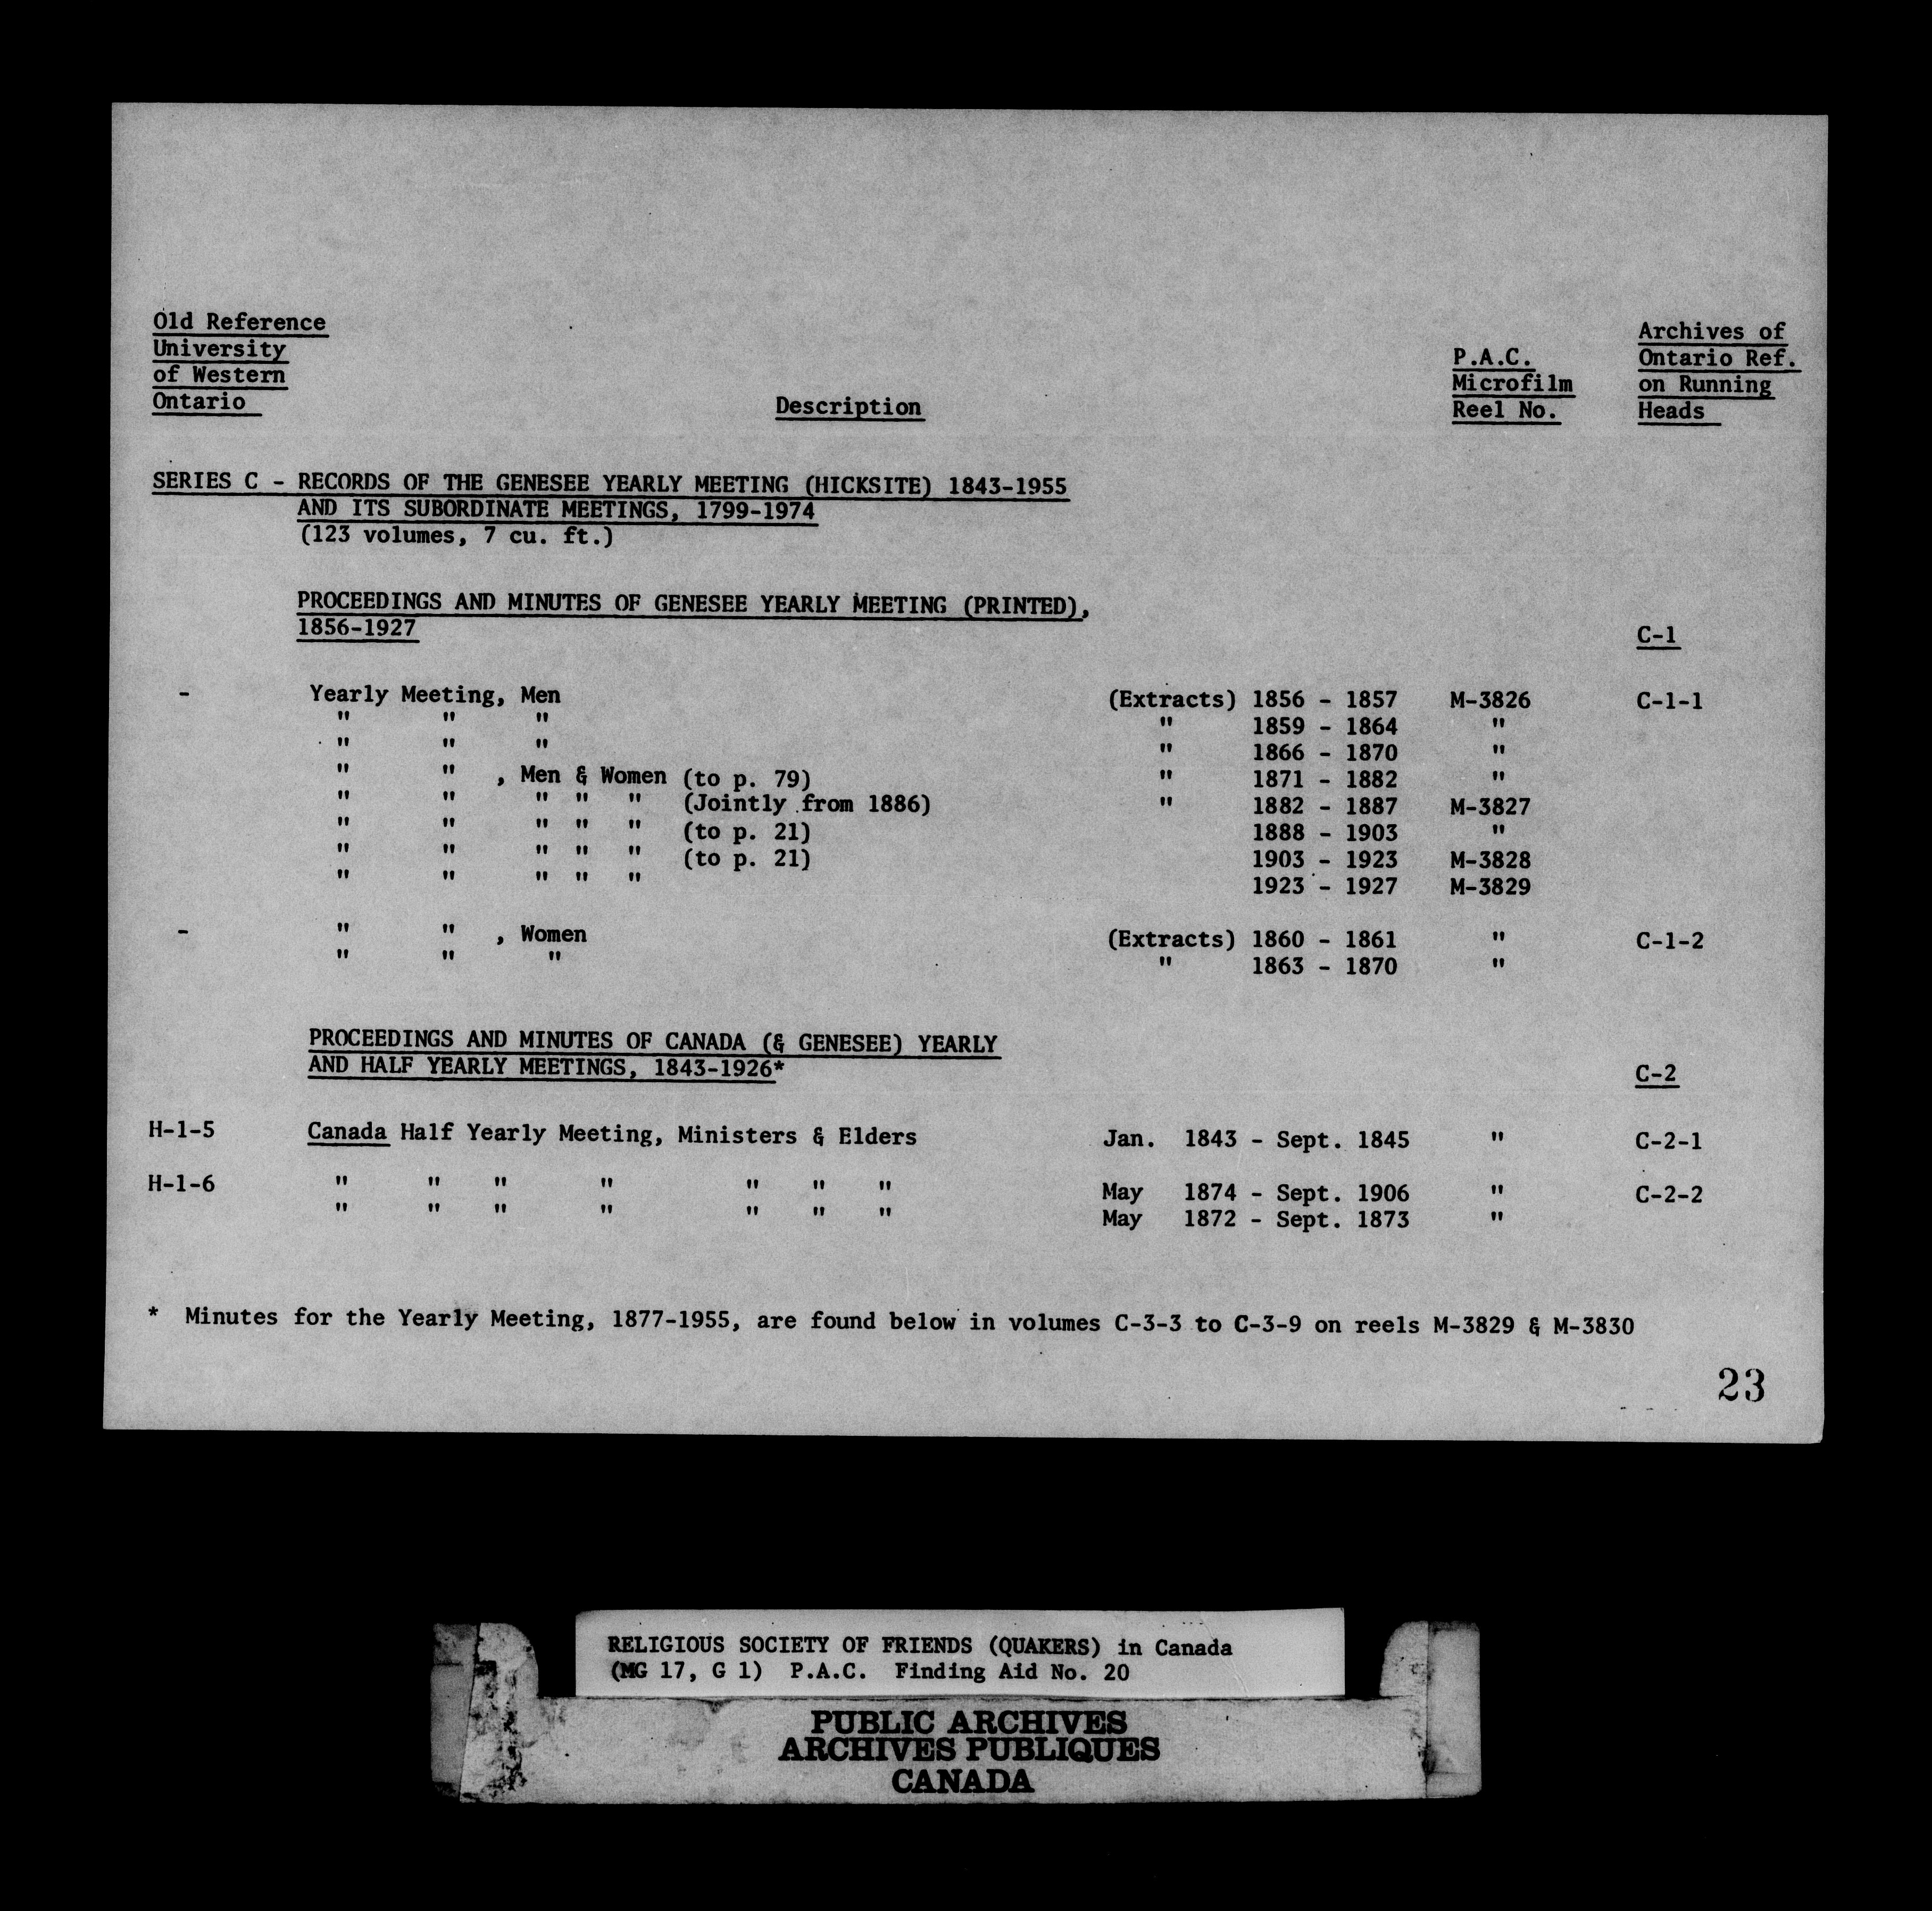 Old Reference
University
of Western
Ontario
Description
P.A.C.
Microfilm
Reel No.
Archives of
Ontario Ref.
on Running
Heads
SERIES C - RECORDS OF THE GENESEE YEARLY MEETING (HICKSITE) 1843-1955
AND ITS SUBORDINATE MEETINGS, 1799-1974
(123 volumes, 7 cu. ft.)
PROCEEDINGS AND MINUTES OF GENESEE YEARLY MEETING (PRINTED),
1856-1927 C-1
- Yearly Meeting, Men (Extracts) 1856 - 1857 M-3826 C-1-1
" " " " 1859 - 1864 "
" " " " 1866 - 1870 "
" " , Men & Women (to p. 79) " 1871 - 1882 "
" " " " " (Jointly from 1886) " 1882 - 1887 M-3827
" " " " " (to p. 21) 1888 - 1903 "
" " " " " (to p. 21) 1903 - 1923 M-3828
" " " " " 1923 - 1927 M-3829
- " " , Women (Extracts) 1860 - 1861 " C-1-2
" " " " 1863 - 1870 "
PROCEEDINGS AND MINUTES OF CANADA (& GENESEE) YEARLY
AND HALF YEARLY MEETINGS, 1843-1926* C-2
H-1-5 Canada Half Yearly Meeting, Ministers & Elders Jan. 1843 - Sept. 1845 " C-2-1
H-1-6 " " " " " " " May 1874 - Sept. 1906 " C-2-2
" " " " " " " May 1872 - Sept. 1873 "
* Minutes for the Yearly Meeting, 1877-1955, are found below in volumes C-3-3 to C-3-9 on reels M-3829 & M-3830
23
RELIGIOUS SOCIETY OF FRIENDS (QUAKERS) in Canada
(MG 17, G 1) P.A.C. Finding Aid No. 20
PUBLIC ARCHIVES
ARCHIVES PUBLIQUES
CANADA